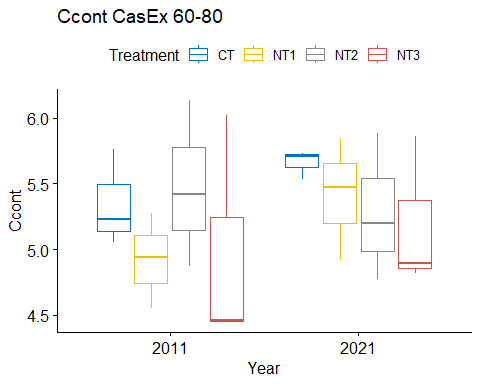 Ccont CasEx 60-80
Treatment CT NT1 NT2 NT3
6.0
5.5
5.0
4.5
Ccont
2011 2021
Year